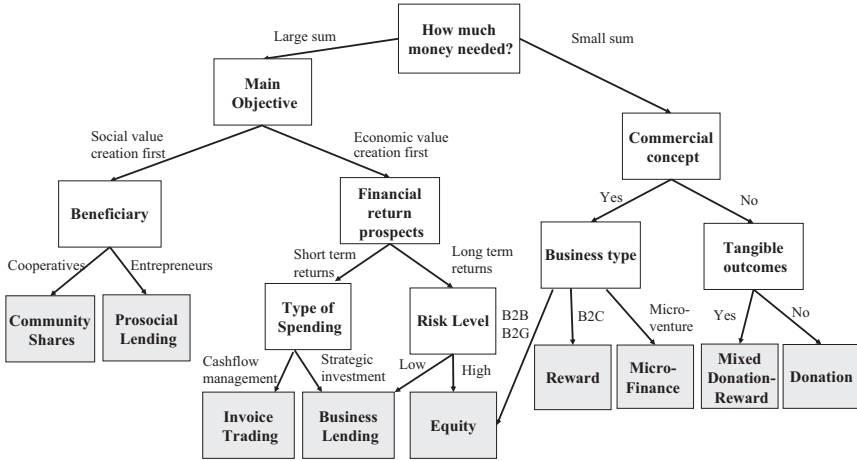 How much
money needed?
Large sum
Small sum
Main
Objective
Commercial
concept
Social value
creation first
Economic value
creation first
Yes
No
Beneficiary
Financial
return
prospects
Business type
Tangible
outcomes
Cooperatives
Entrepreneurs
Short term
returns
Long term
returns
Community
Shares
Prosocial
Lending
Type of
Spending
Risk Level
B2B
B2G
B2C
Micro-
venture
Yes
No
Cashflow
management
Strategic
investment
Low
High
Reward
Micro-
Finance
Mixed
Donation-
Reward
Donation
Invoice
Trading
Business
Lending
Equity